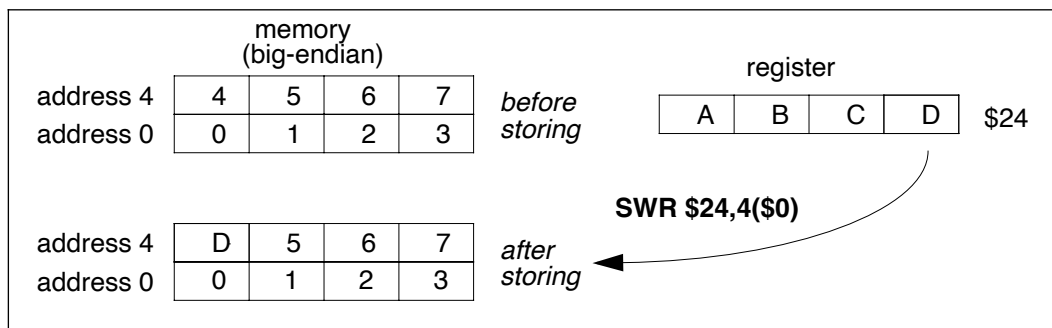 memory
(big-endian)
register
address 4 4 5 6 7 before
address 0 0 1 2 3 storing
A B C D $24
SWR $24,4($0)
address 4 D 5 6 7 after
address 0 0 1 2 3 storing